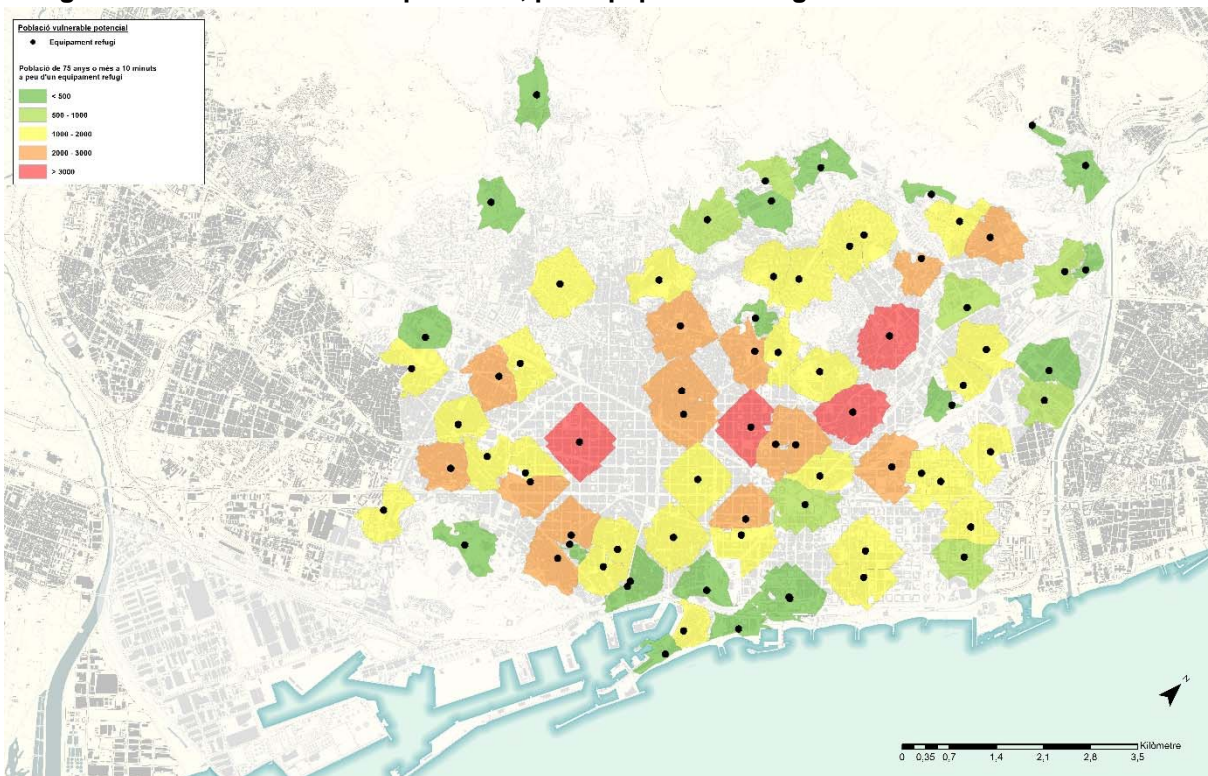 Població vulnerable potencial
Equipament refugi
Població de 75 anys o més a 10 minuts
a peu d'un equipament refugi
< 500
500 - 1000
1000 - 2000
2000 - 3000
> 3000
N
Kilòmetre
0 0,35 0,7 1,4 2,1 2,8 3,5